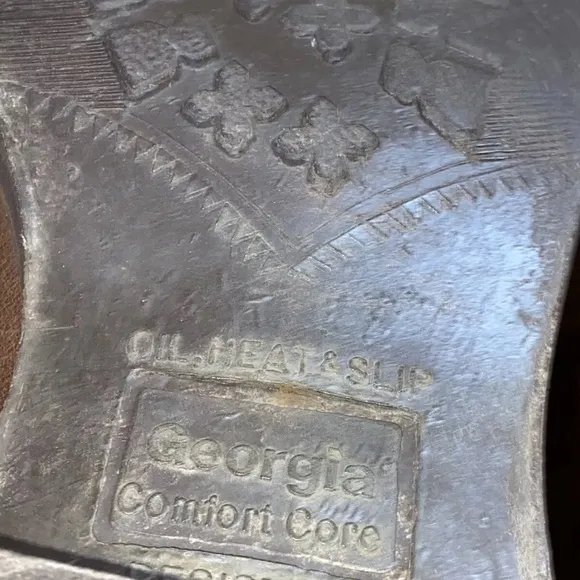 OIL, HEAT & SLIP
Georgia
Comfort Core